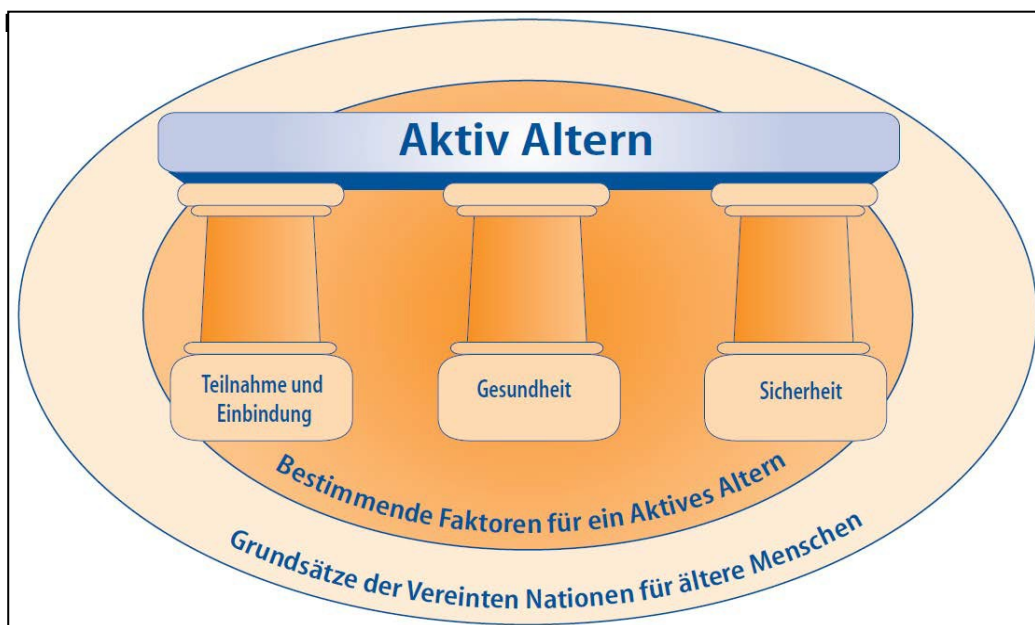 Aktiv Altern
Teilnahme und
Einbindung
Gesundheit
Sicherheit
Bestimmende Faktoren für ein Aktives Altern
Grundsätze der Vereinten Nationen für ältere Menschen